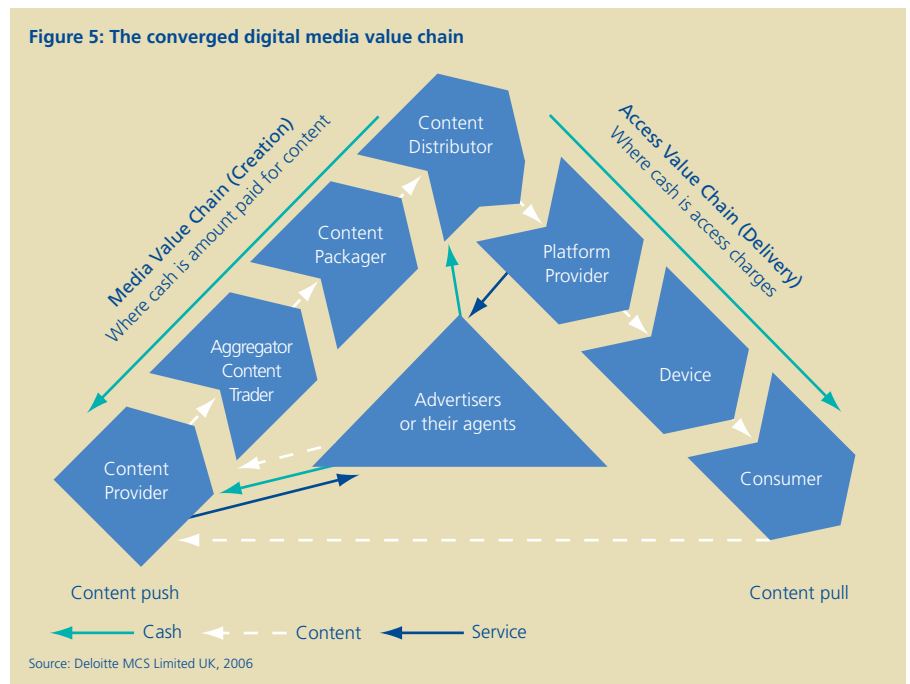 Figure 5: The converged digital media value chain
Media Value Chain (Creation)
Where cash is amount paid for content
Content
Distributor
Access Value Chain (Delivery)
Where cash is access charges
Content
Packager
Platform
Provider
Aggregator
Content
Trader
Device
Advertisers
or their agents
Content
Provider
Consumer
Content push
Content pull
Cash
Content
Service
Source: Deloitte MCS Limited UK, 2006